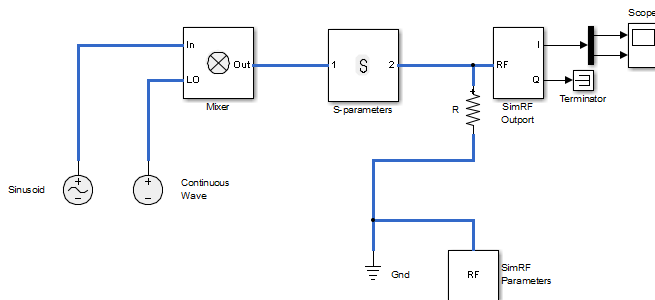 Scope
In
LO
Out
Mixer
1
S
2
S-parameters
RF
I
Q
SimRF
Outport
Terminator
R
Sinusoid
Continuous
Wave
Gnd
RF
SimRF
Parameters